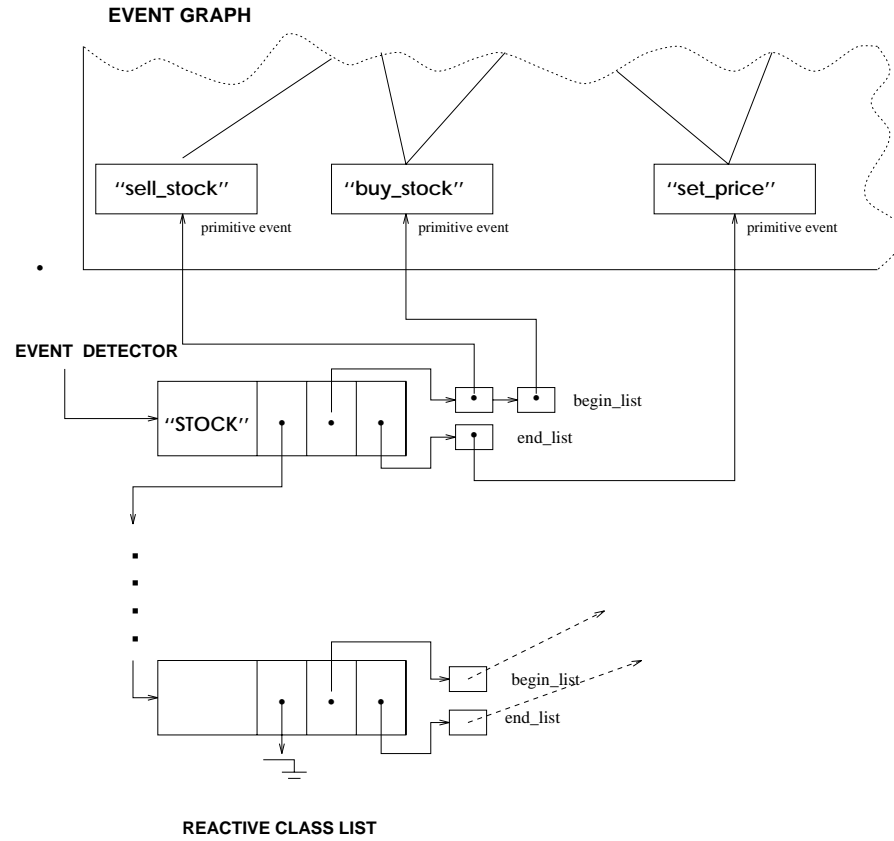 EVENT GRAPH
‘‘sell_stock’’
‘‘buy_stock’’
‘‘set_price’’
primitive event
primitive event
primitive event
EVENT DETECTOR
‘‘STOCK’’
begin_list
end_list
begin_list
end_list
REACTIVE CLASS LIST